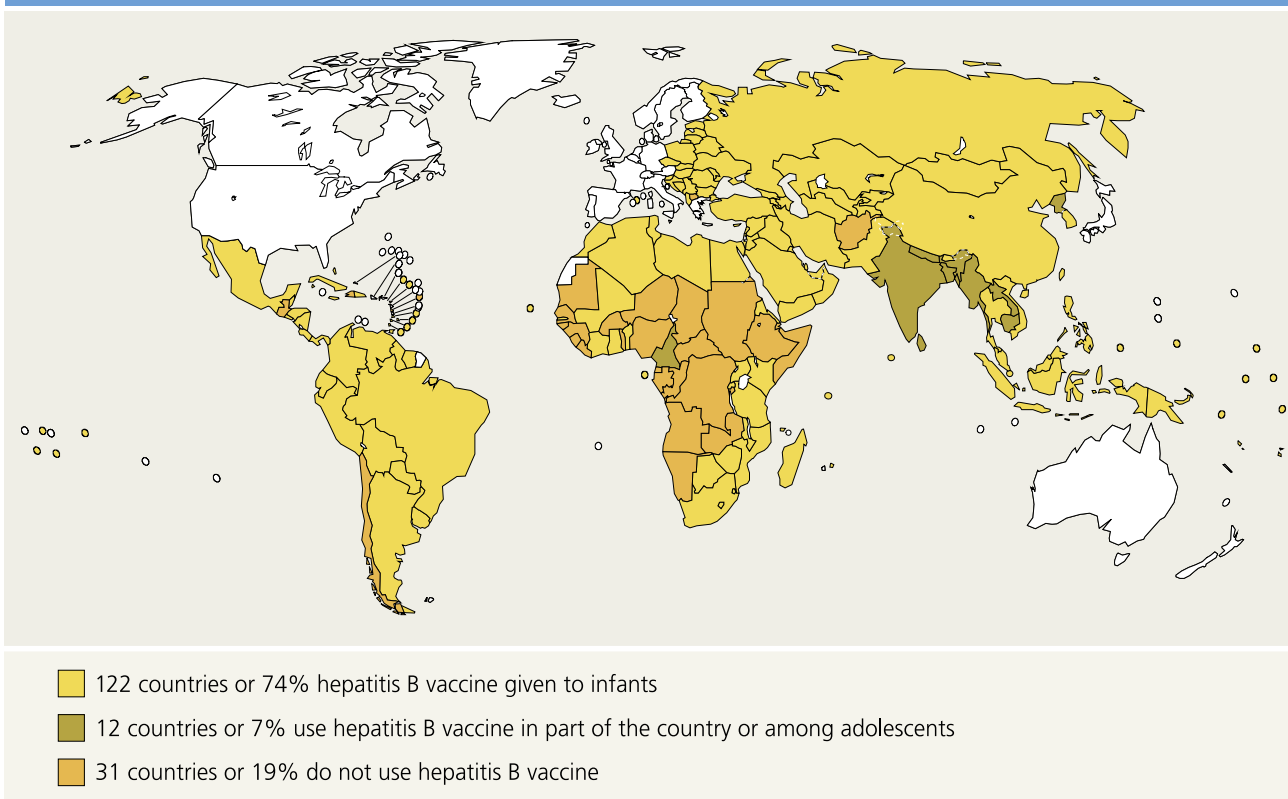 122 countries or 74% hepatitis B vaccine given to infants
12 countries or 7% use hepatitis B vaccine in part of the country or among adolescents
31 countries or 19% do not use hepatitis B vaccine